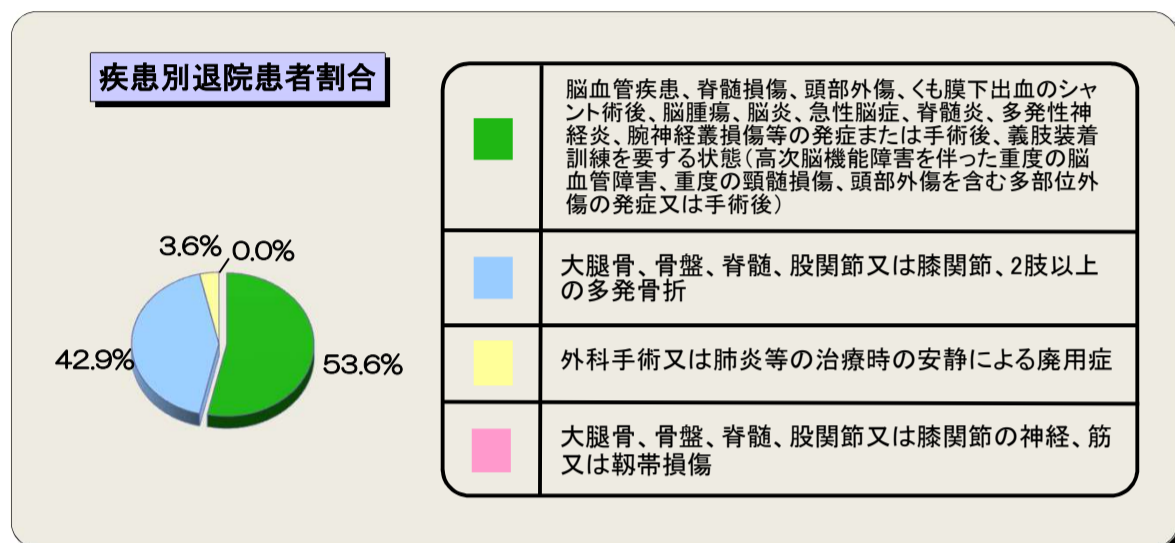 疾患別退院患者割合
3.6%
0.0%
42.9%
53.6%
脳血管疾患、脊髄損傷、頭部外傷、くも膜下出血のシャ
ント術後、脳腫瘍、脳炎、急性脳症、脊髄炎、多発性神
経炎、腕神経叢損傷等の発症または手術後、義肢装着
訓練を要する状態（高次脳機能障害を伴った重度の脳
血管障害、重度の頸髄損傷、頭部外傷を含む多部位外
傷の発症又は手術後）
大腿骨、骨盤、脊髄、股関節又は膝関節、2肢以上
の多発骨折
外科手術又は肺炎等の治療時の安静による廃用症
大腿骨、骨盤、脊髄、股関節又は膝関節の神経、筋
又は靱帯損傷